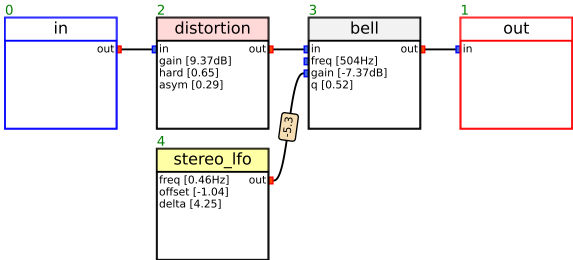 0
in
out
2
distortion
in
out
gain [9.37dB]
hard [0.65]
asym [0.29]
3
bell
in
out
freq [504Hz]
gain [-7.37dB]
q [0.52]
1
out
in
-5.3
4
stereo_lfo
freq [0.46Hz]
out
offset [-1.04]
delta [4.25]